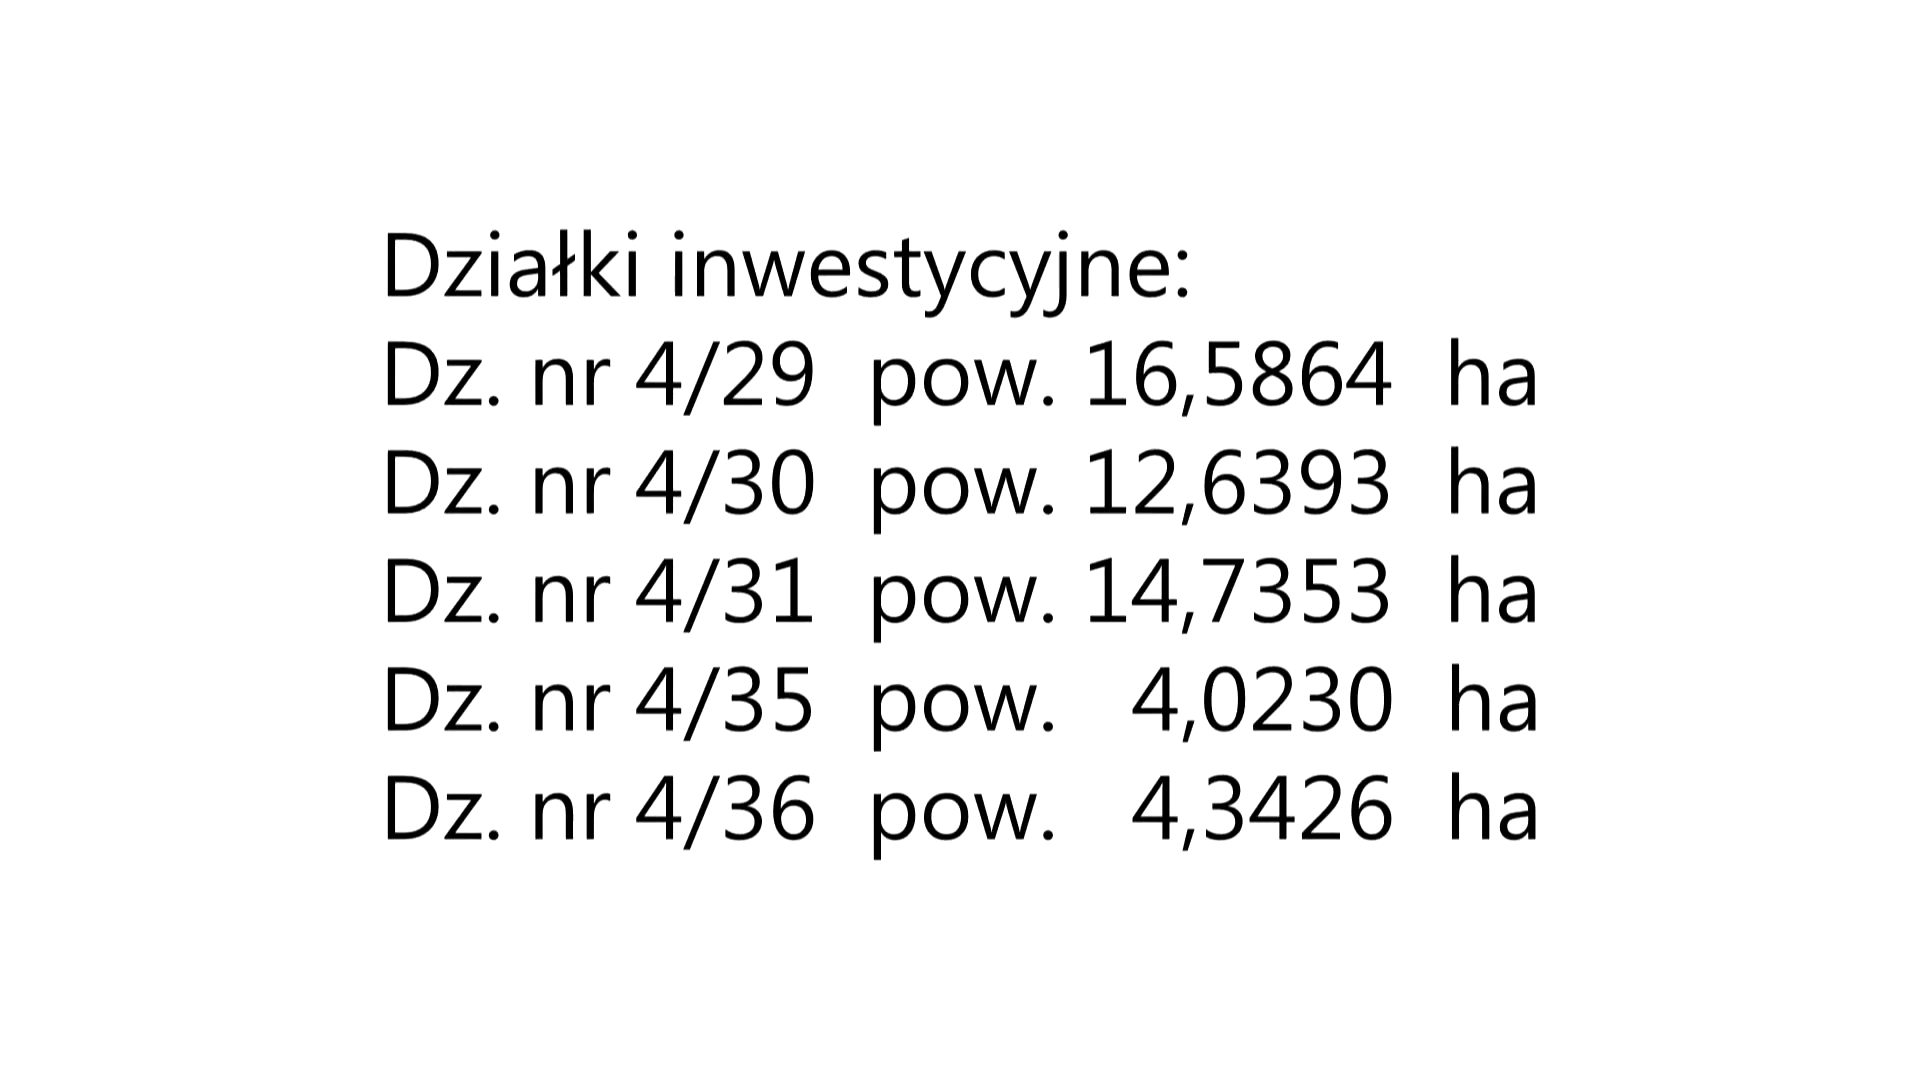 Działki inwestycyjne:
Dz. nr 4/29 pow. 16,5864 ha
Dz. nr 4/30 pow. 12,6393 ha
Dz. nr 4/31 pow. 14,7353 ha
Dz. nr 4/35 pow. 4,0230 ha
Dz. nr 4/36 pow. 4,3426 ha